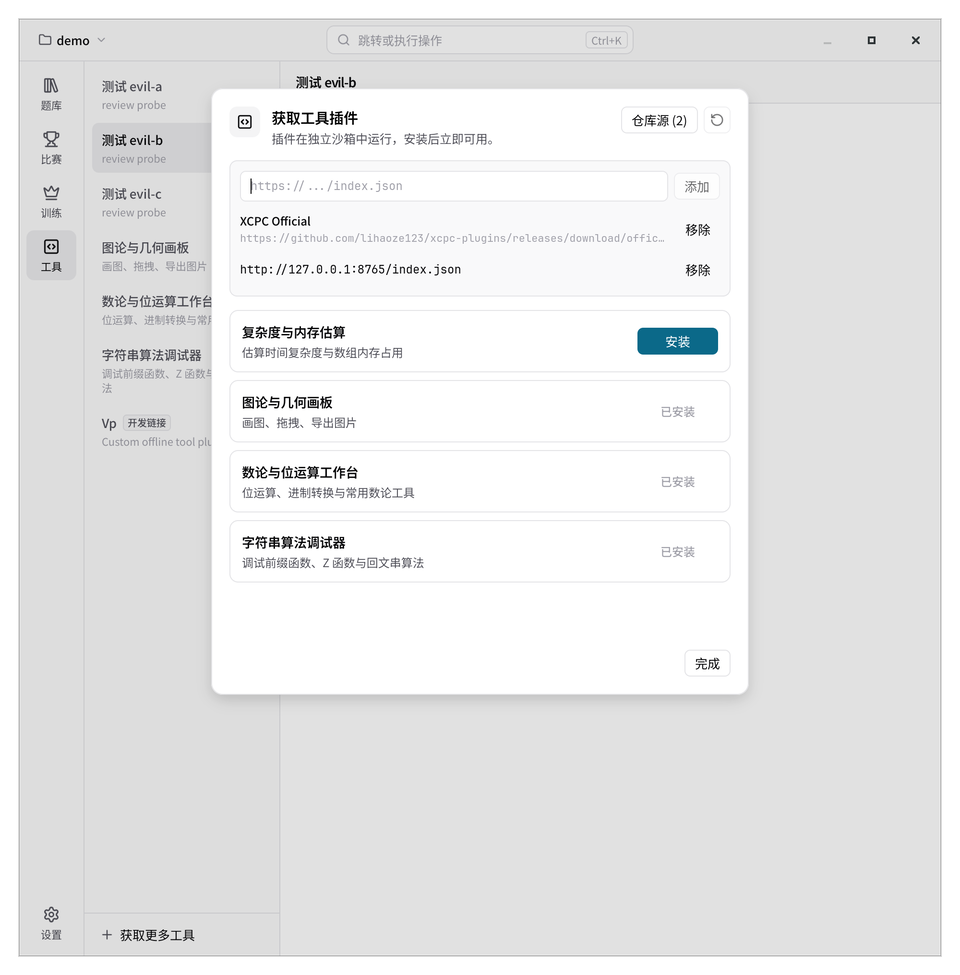 demo
跳转或执行操作
Ctrl+K
题库
比赛
训练
工具
设置
测试 evil-a
review probe
测试 evil-b
review probe
测试 evil-c
review probe
图论与几何画板
画图、拖拽、导出图片
数论与位运算工作台
位运算、进制转换与常用
字符串算法调试器
调试前缀函数、Z 函数与
法
Vp 开发链接
Custom offline tool plu
获取更多工具
测试 evil-b
获取工具插件
插件在独立沙箱中运行，安装后立即可用。
仓库源 (2)
https://.../index.json
添加
XCPC Official
https://github.com/lihaoze123/xcpc-plugins/releases/download/offic…
移除
http://127.0.0.1:8765/index.json
移除
复杂度与内存估算
估算时间复杂度与数组内存占用
安装
图论与几何画板
画图、拖拽、导出图片
已安装
数论与位运算工作台
位运算、进制转换与常用数论工具
已安装
字符串算法调试器
调试前缀函数、Z 函数与回文串算法
已安装
完成